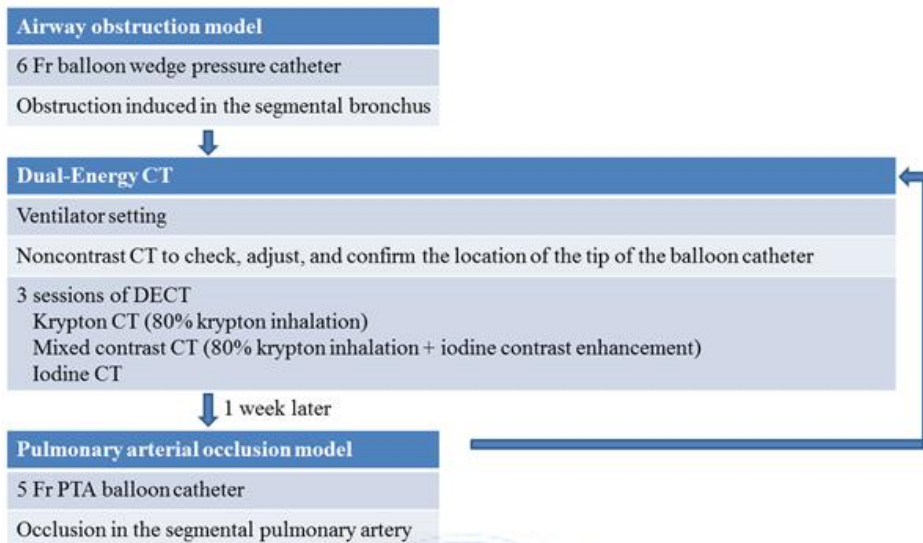 Airway obstruction model
6 Fr balloon wedge pressure catheter
Obstruction induced in the segmental bronchus
Dual-Energy CT
Ventilator setting
Noncontrast CT to check, adjust, and confirm the location of the tip of the balloon catheter
3 sessions of DECT
Krypton CT (80% krypton inhalation)
Mixed contrast CT (80% krypton inhalation + iodine contrast enhancement)
Iodine CT
1 week later
Pulmonary arterial occlusion model
5 Fr PTA balloon catheter
Occlusion in the segmental pulmonary artery